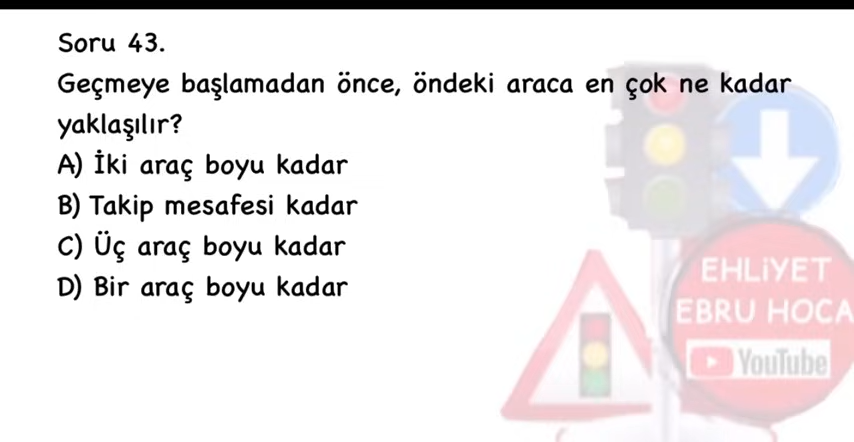 Soru 43.
Geçmeye başlamadan önce, öndeki araca en çok ne kadar
yaklaşılır?
A) İki araç boyu kadar
B) Takip mesafesi kadar
C) Üç araç boyu kadar
D) Bir araç boyu kadar
EHLİYET
EBRU HOCA
YouTube